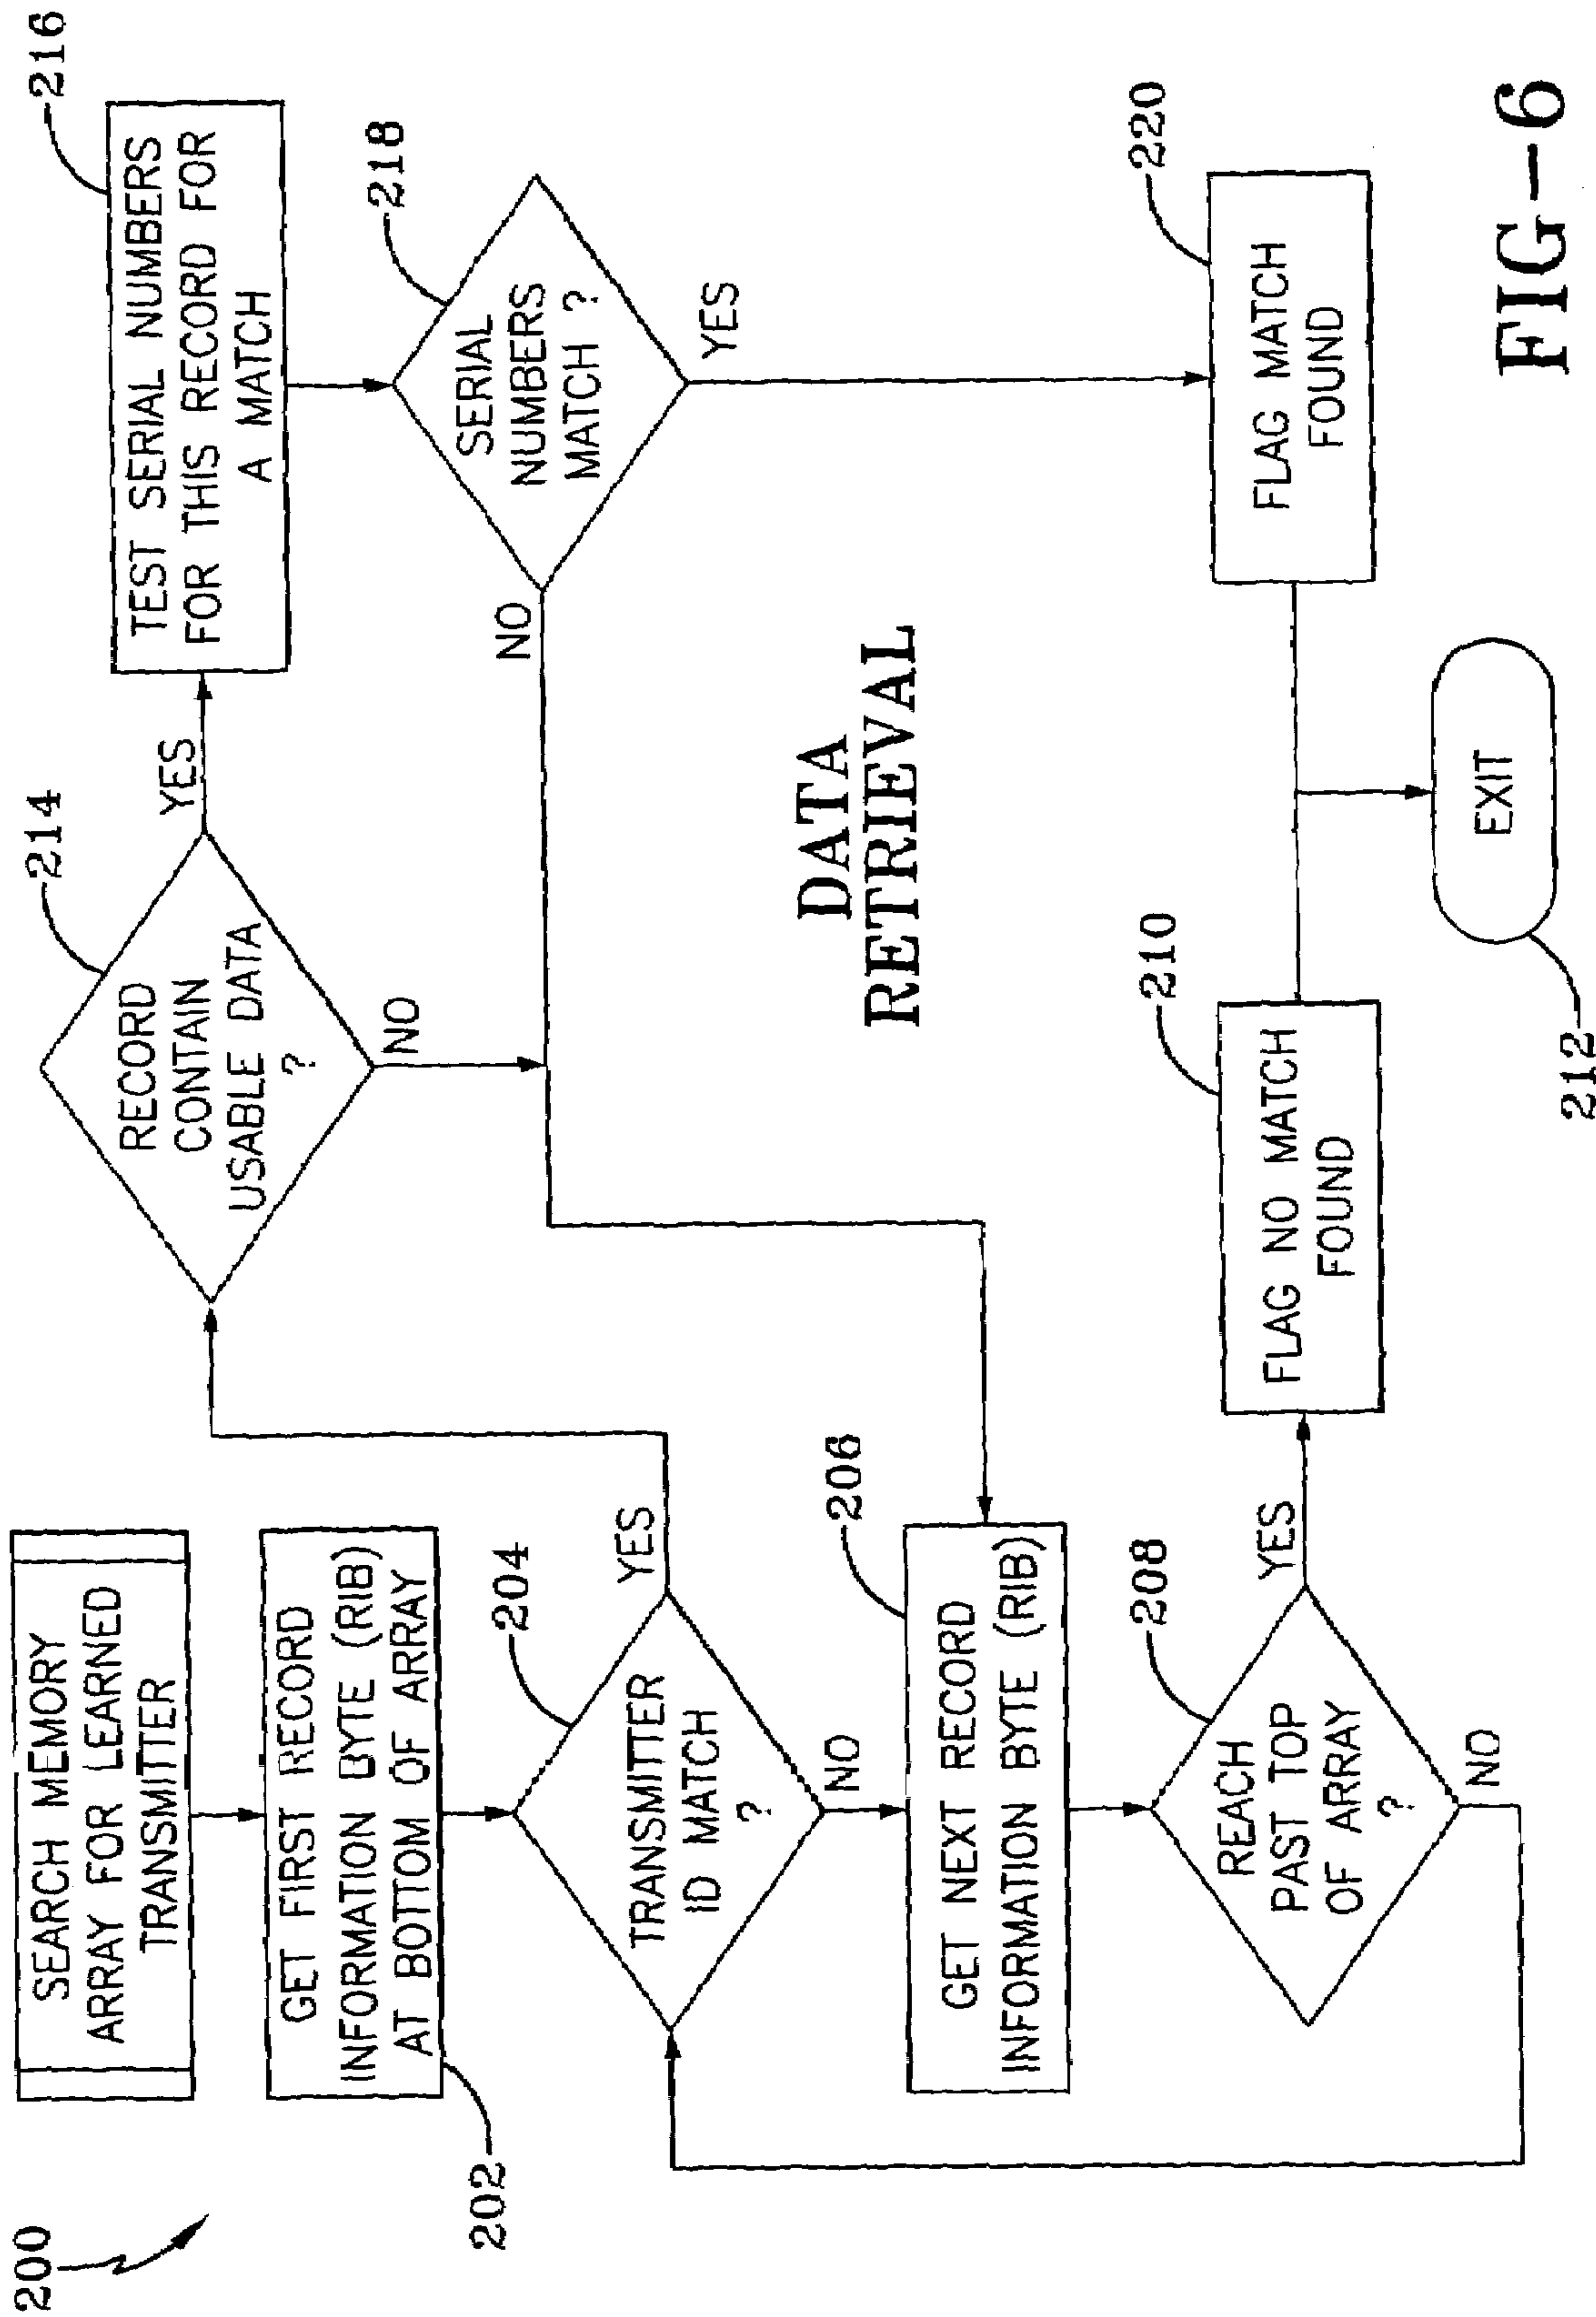 200
SEARCH MEMORY
ARRAY FOR LEARNED
TRANSMITTER
GET FIRST RECORD
INFORMATION BYTE (RIB)
AT BOTTOM OF ARRAY
202
TRANSMITTER
ID MATCH
?
204
YES
NO
GET NEXT RECORD
INFORMATION BYTE (RIB)
206
REACH
PAST TOP
OF ARRAY
?
208
YES
NO
FLAG NO MATCH
FOUND
210
EXIT
212
RECORD
CONTAIN
USABLE DATA
?
214
YES
NO
TEST SERIAL NUMBERS
FOR THIS RECORD FOR
A MATCH
216
SERIAL
NUMBERS
MATCH ?
218
NO
YES
FLAG MATCH
FOUND
220
DATA
RETRIEVAL
FIG-6